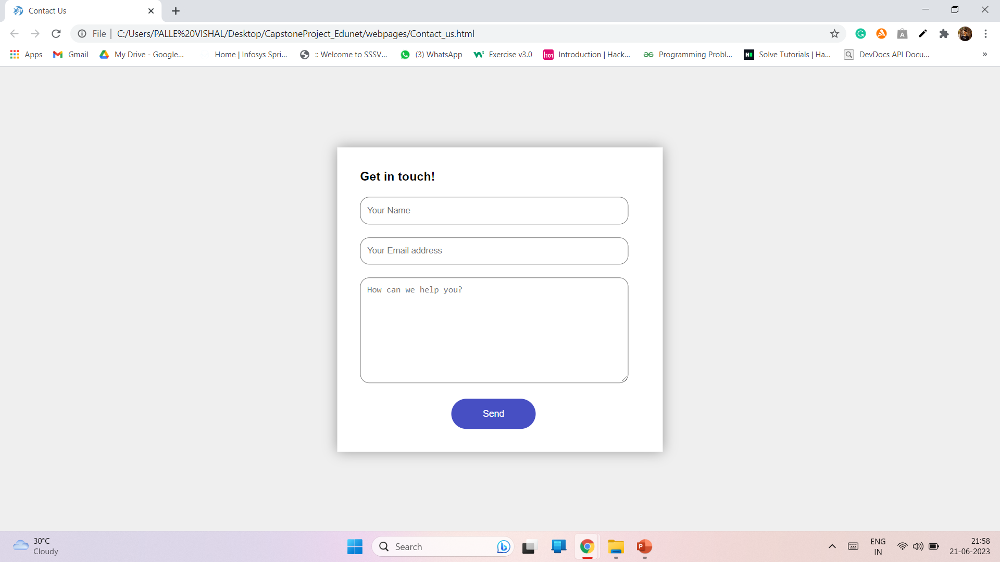 Contact Us
File
C:/Users/PALLE%20VISHAL/Desktop/CapstoneProject_Edunet/webpages/Contact_us.html
Apps
Gmail
My Drive - Google...
Home | Infosys Spri...
:: Welcome to SSSV...
(3) WhatsApp
Exercise v3.0
Introduction | Hack...
Programming Probl...
Solve Tutorials | Ha...
DevDocs API Docu...
»
Get in touch!
Your Name
Your Email address
How can we help you?
Send
30°C
Cloudy
Search
ENG
IN
21:58
21-06-2023